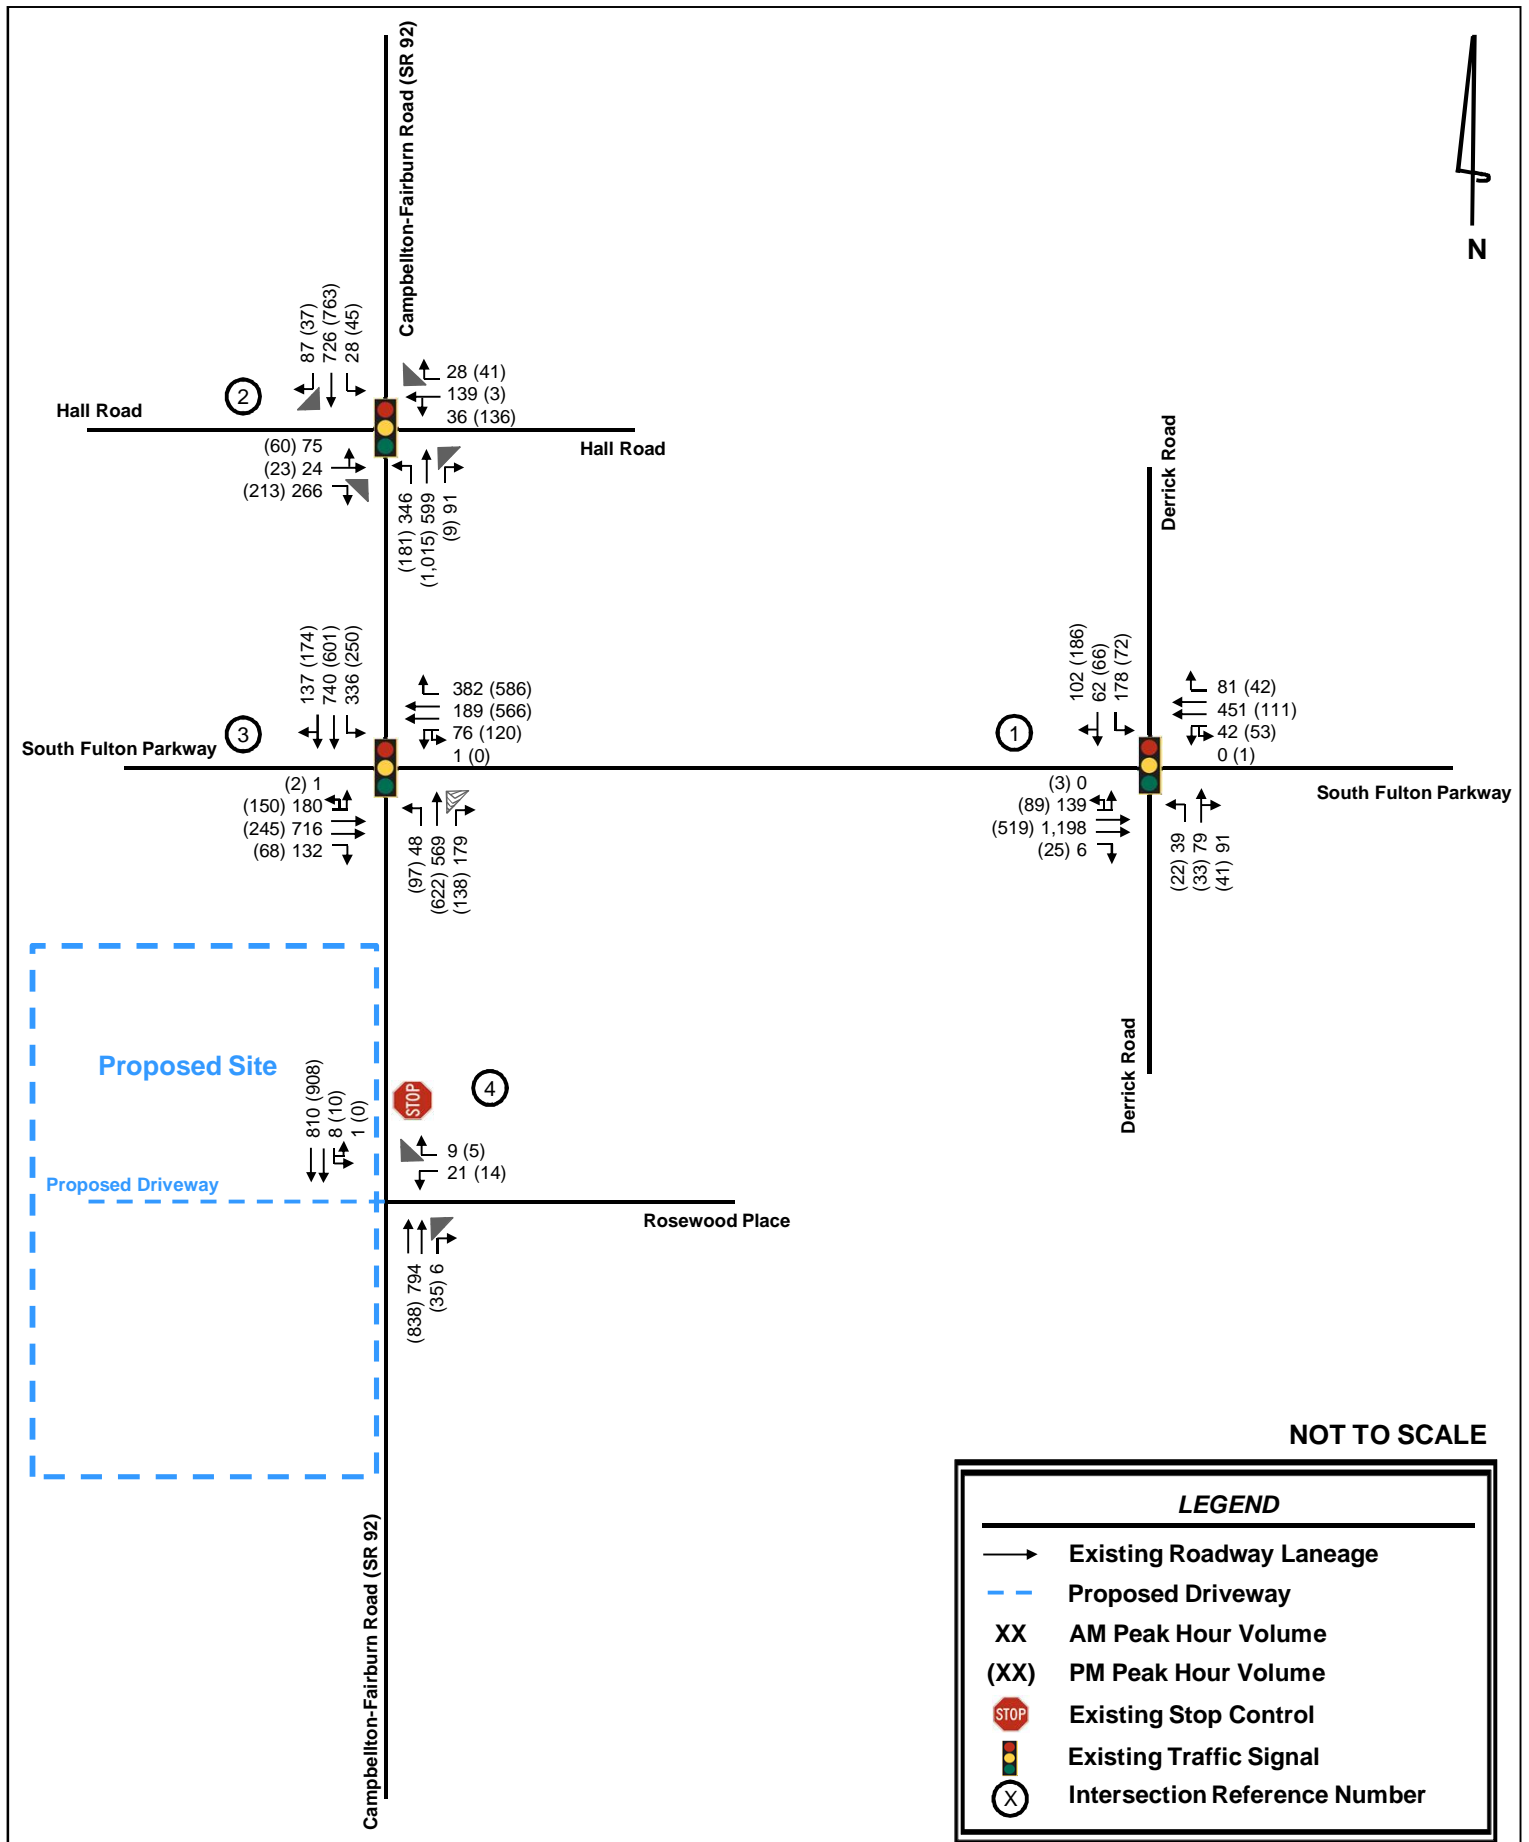 Campbellton-Fairburn Road (SR 92)
N
87 (37)
726 (763)
28 (45)
2
Hall Road
28 (41)
139 (3)
36 (136)
Hall Road
(60) 75
(23) 24
(213) 266
(181) 346
(1,015) 599
(9) 91
Derrick Road
137 (174)
740 (601)
336 (250)
3
South Fulton Parkway
382 (586)
189 (566)
76 (120)
1 (0)
(2) 1
(150) 180
(245) 716
(68) 132
(97) 48
(622) 569
(138) 179
102 (186)
62 (66)
178 (72)
1
81 (42)
451 (111)
42 (53)
0 (1)
South Fulton Parkway
(3) 0
(89) 139
(519) 1,198
(25) 6
(22) 39
(33) 79
(41) 91
Derrick Road
Proposed Site
810 (908)
8 (10)
1 (0)
STOP
4
9 (5)
21 (14)
Proposed Driveway
Rosewood Place
(838) 794
(35) 6
Campbellton-Fairburn Road (SR 92)
NOT TO SCALE
LEGEND
Existing Roadway Laneage
Proposed Driveway
XX AM Peak Hour Volume
(XX) PM Peak Hour Volume
STOP Existing Stop Control
Existing Traffic Signal
X Intersection Reference Number